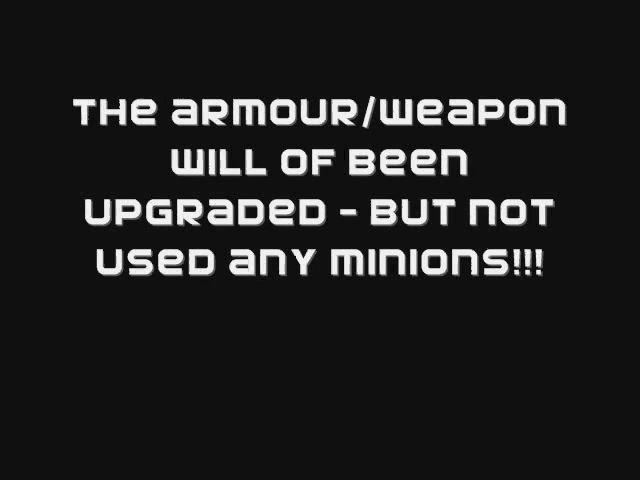 THE ARMOUR/WEAPON
WILL OF BEEN
UPGRADED - BUT NOT
USED ANY MINIONS!!!